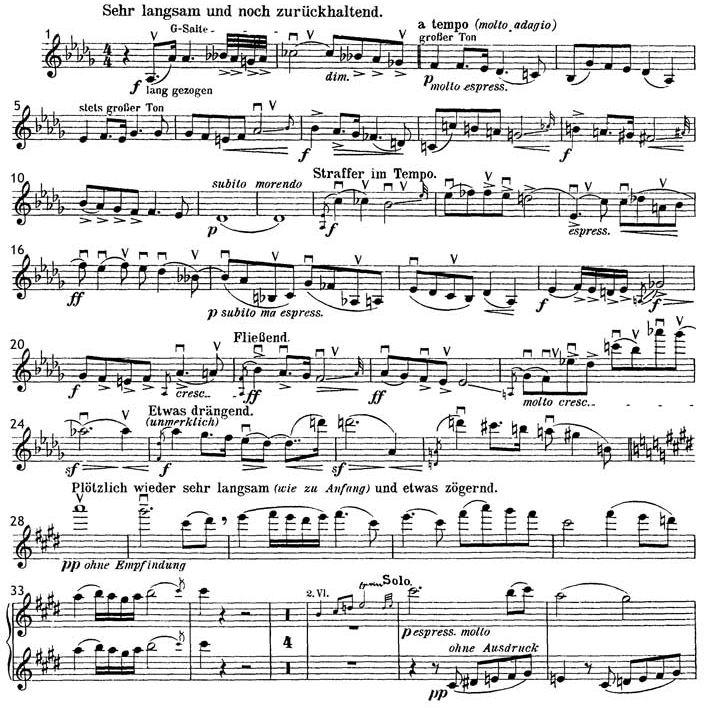 Sehr langsam und noch zurückhaltend.
G-Saite
a tempo (molto adagio)
großer Ton
1
f lang gezogen
dim.
p molto espress.
5
stets großer Ton
f
10
subito morendo
Straffer im Tempo.
p
f
espress.
16
ff
p subito ma espress.
f
f
20
Fließend.
f
cresc.
ff
ff
molto cresc.
24
Etwas drängend.
(unmerklich)
sf
f
sf
Plötzlich wieder sehr langsam (wie zu Anfang) und etwas zögernd.
28
pp ohne Empfindung
33
2. Vl.
Solo.
4
p espress. molto
ohne Ausdruck
pp